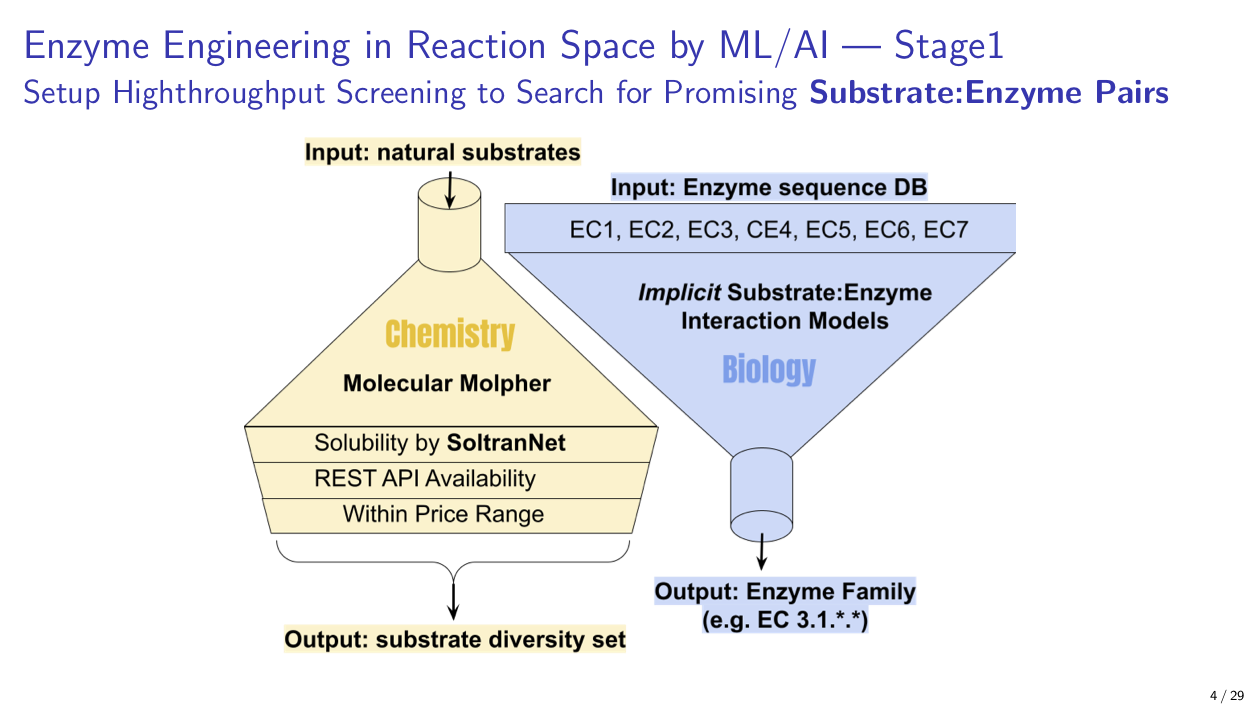 Enzyme Engineering in Reaction Space by ML/AI — Stage1
Setup Highthroughput Screening to Search for Promising Substrate:Enzyme Pairs
Input: natural substrates
Chemistry
Molecular Molpher
Solubility by SoltranNet
REST API Availability
Within Price Range
Output: substrate diversity set
Input: Enzyme sequence DB
EC1, EC2, EC3, CE4, EC5, EC6, EC7
Implicit Substrate:Enzyme
Interaction Models
Biology
Output: Enzyme Family
(e.g. EC 3.1.*.*)
4 / 29